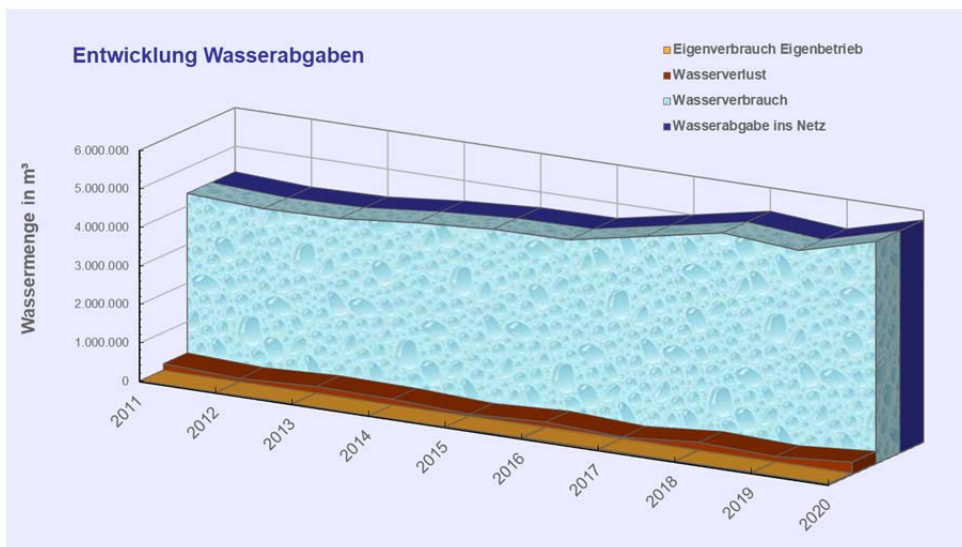 Entwicklung Wasserabgaben
Eigenverbrauch Eigenbetrieb
Wasserverlust
Wasserverbrauch
Wasserabgabe ins Netz
Wassermenge in m³
6.000.000
5.000.000
4.000.000
3.000.000
2.000.000
1.000.000
0
2011
2012
2013
2014
2015
2016
2017
2018
2019
2020